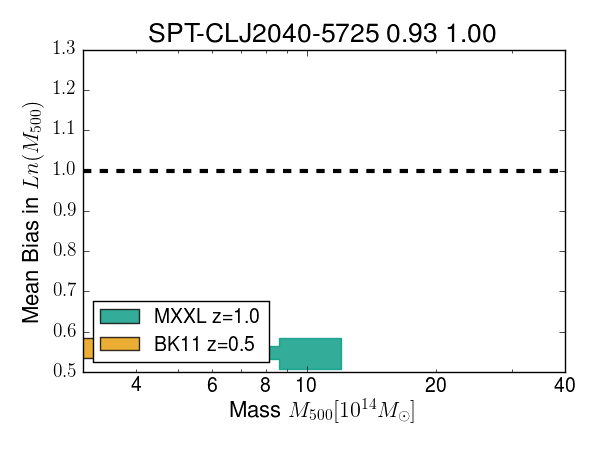 SPT-CLJ2040-5725 0.93 1.00
1.3
1.2
1.1
1.0
0.9
0.8
0.7
0.6
0.5
Mean Bias in Ln(M500)
MXXL z=1.0
BK11 z=0.5
4 6 8 10 20 40
Mass M500[10^14 M⊙]